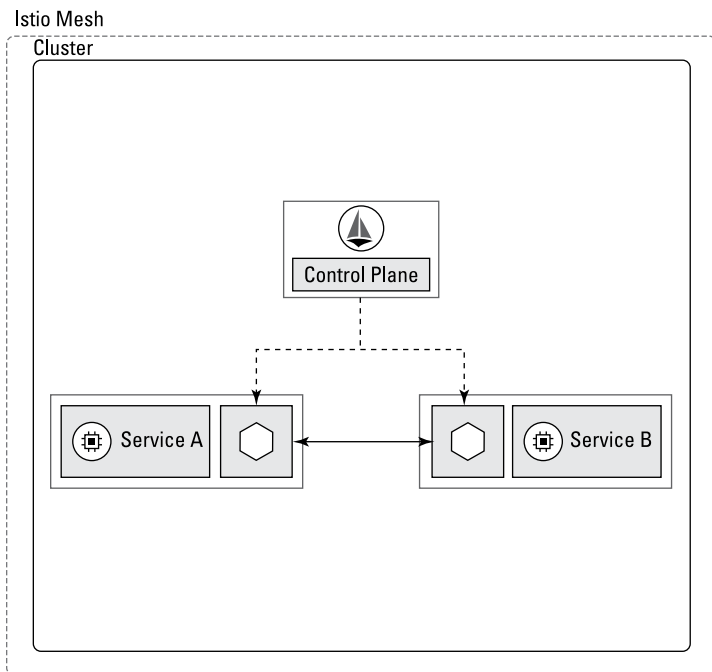 Istio Mesh
Cluster
Control Plane
Service A
Service B